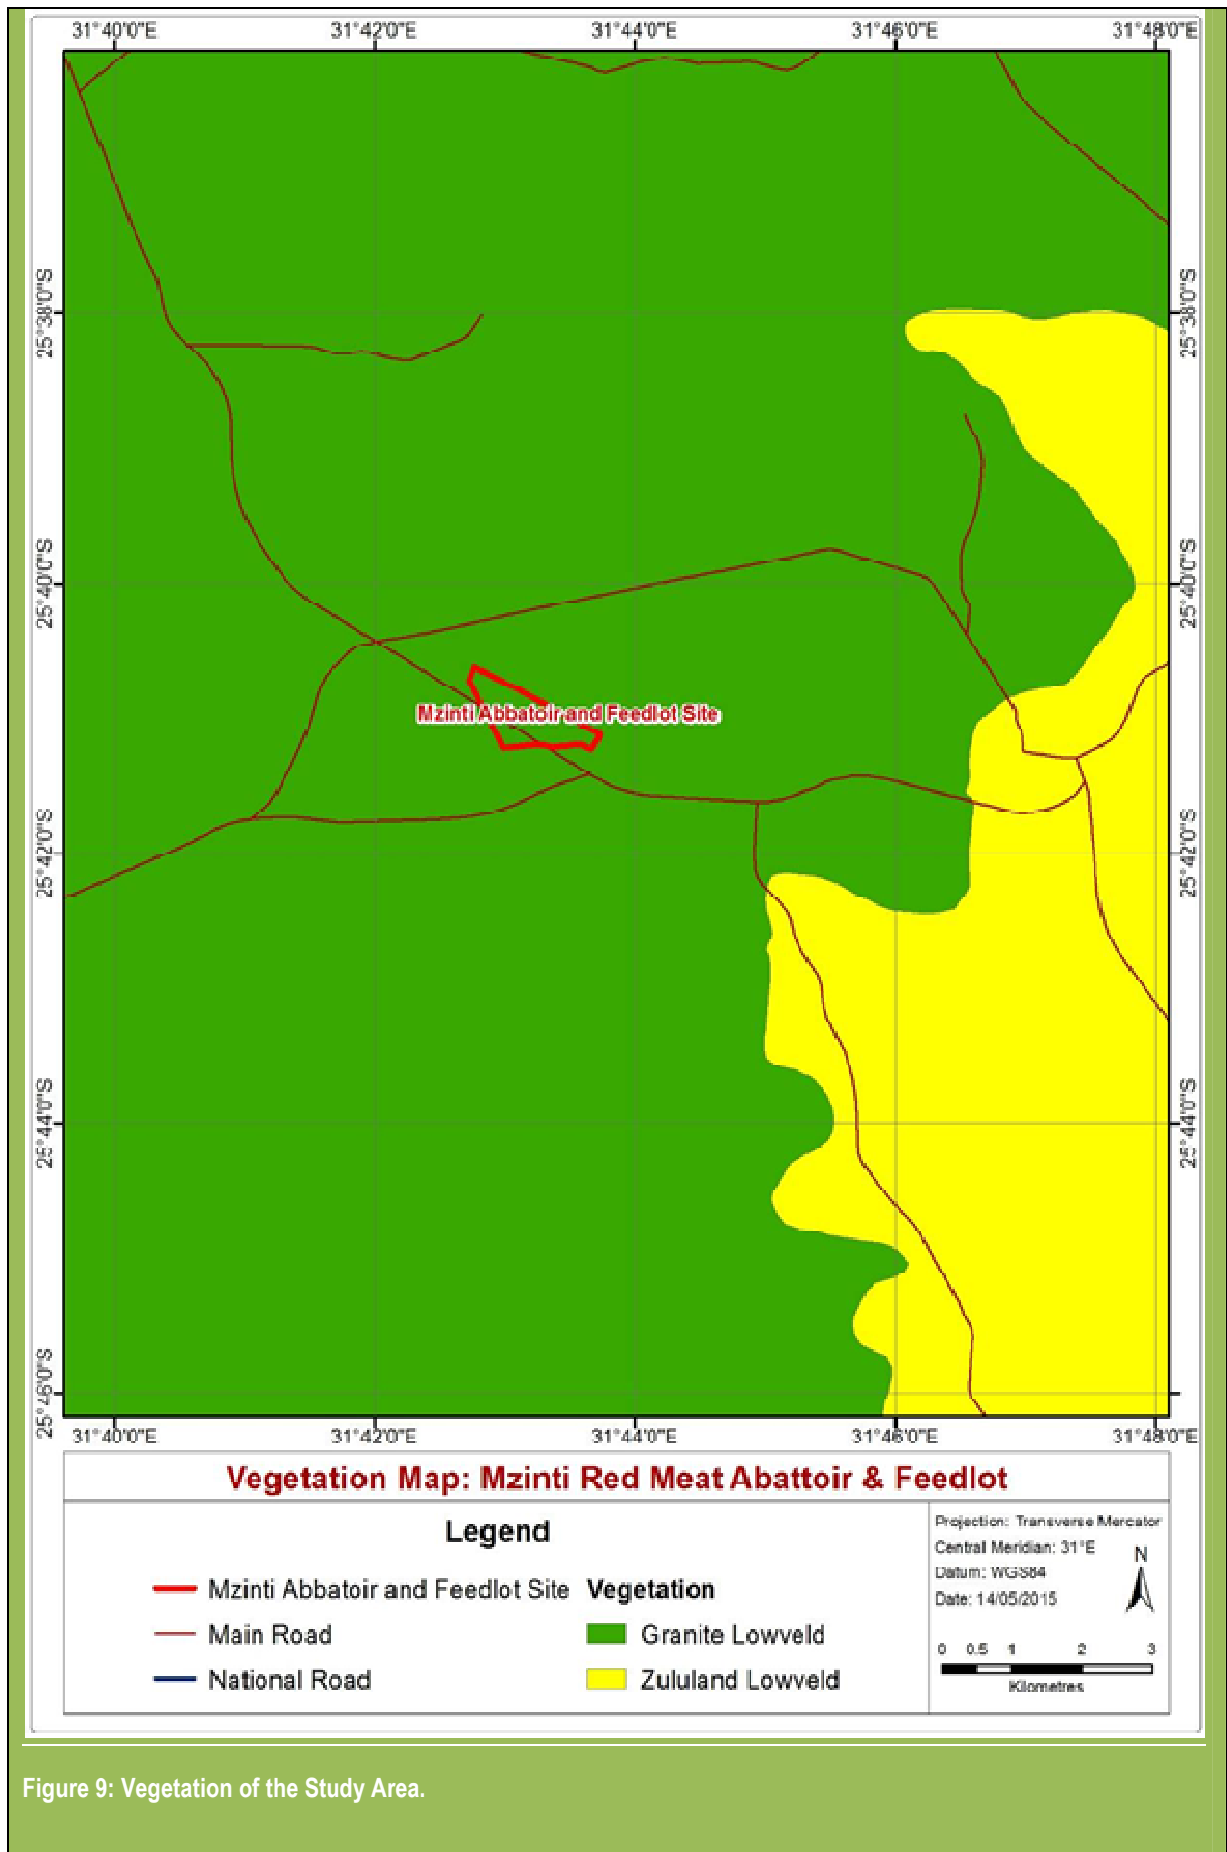 31°40'0"E 31°42'0"E 31°44'0"E 31°46'0"E 31°48'0"E
25°38'0"S 25°38'0"S
25°40'0"S 25°40'0"S
Mzinti Abbatoir and Feedlot Site
25°42'0"S 25°42'0"S
25°44'0"S 25°44'0"S
25°46'0"S
31°40'0"E 31°42'0"E 31°44'0"E 31°46'0"E 31°48'0"E
Vegetation Map: Mzinti Red Meat Abattoir & Feedlot
Legend
Mzinti Abbatoir and Feedlot Site
Main Road
National Road
Vegetation
Granite Lowveld
Zululand Lowveld
Projection: Transverse Mercator
Central Meridian: 31°E
Datum: WGS84
Date: 14/05/2015
N
0 0.5 1 2 3
Kilometres
Figure 9: Vegetation of the Study Area.